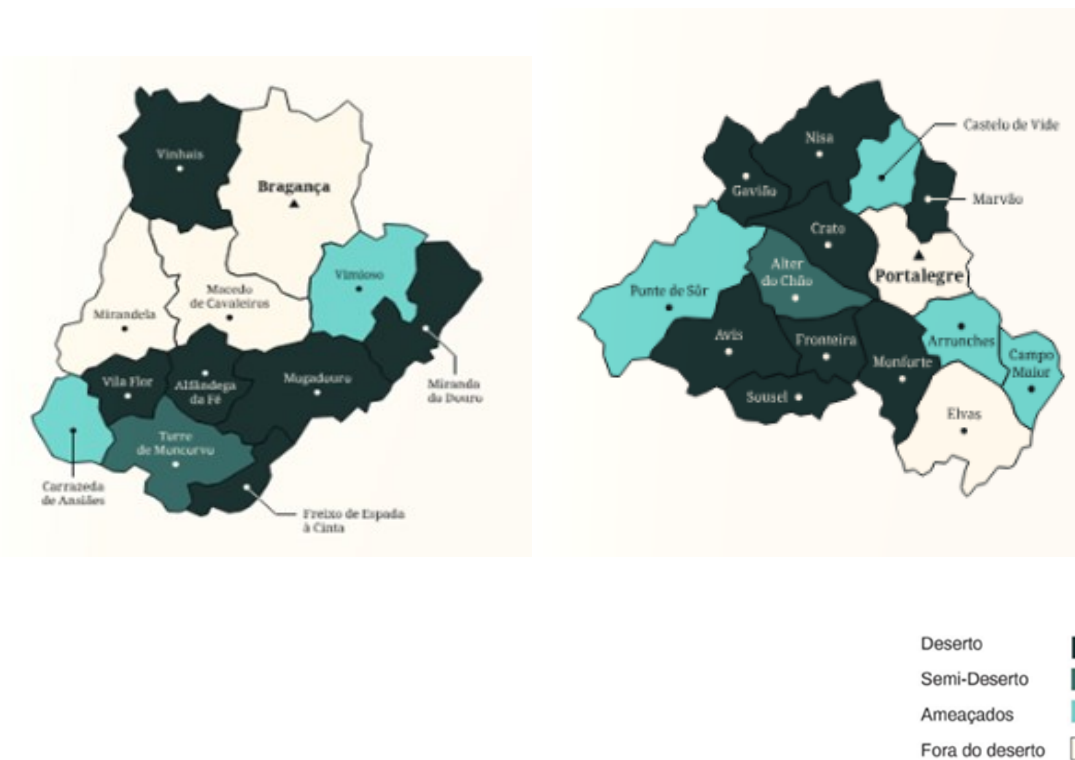 Vinhais
Bragança
Vimioso
Macedo
de Cavaleiros
Mirandela
Vila Flor
Alfândega
da Fé
Mogadouro
Miranda
do Douro
Torre
de Moncorvo
Carrazeda
de Ansiães
Freixo de Espada
à Cinta
Castelo de Vide
Nisa
Gavião
Marvão
Crato
Alter
do Chão
Portalegre
Ponte de Sôr
Avis
Fronteira
Monforte
Arronches
Campo
Maior
Sousel
Elvas
Deserto
Semi-Deserto
Ameaçados
Fora do deserto